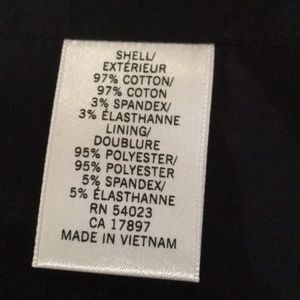 SHELL/
EXTÉRIEUR
97% COTTON/
97% COTON
3% SPANDEX/
3% ÉLASTHANNE
LINING/
DOUBLURE
95% POLYESTER/
95% POLYESTER
5% SPANDEX/
5% ÉLASTHANNE
RN 54023
CA 17897
MADE IN VIETNAM